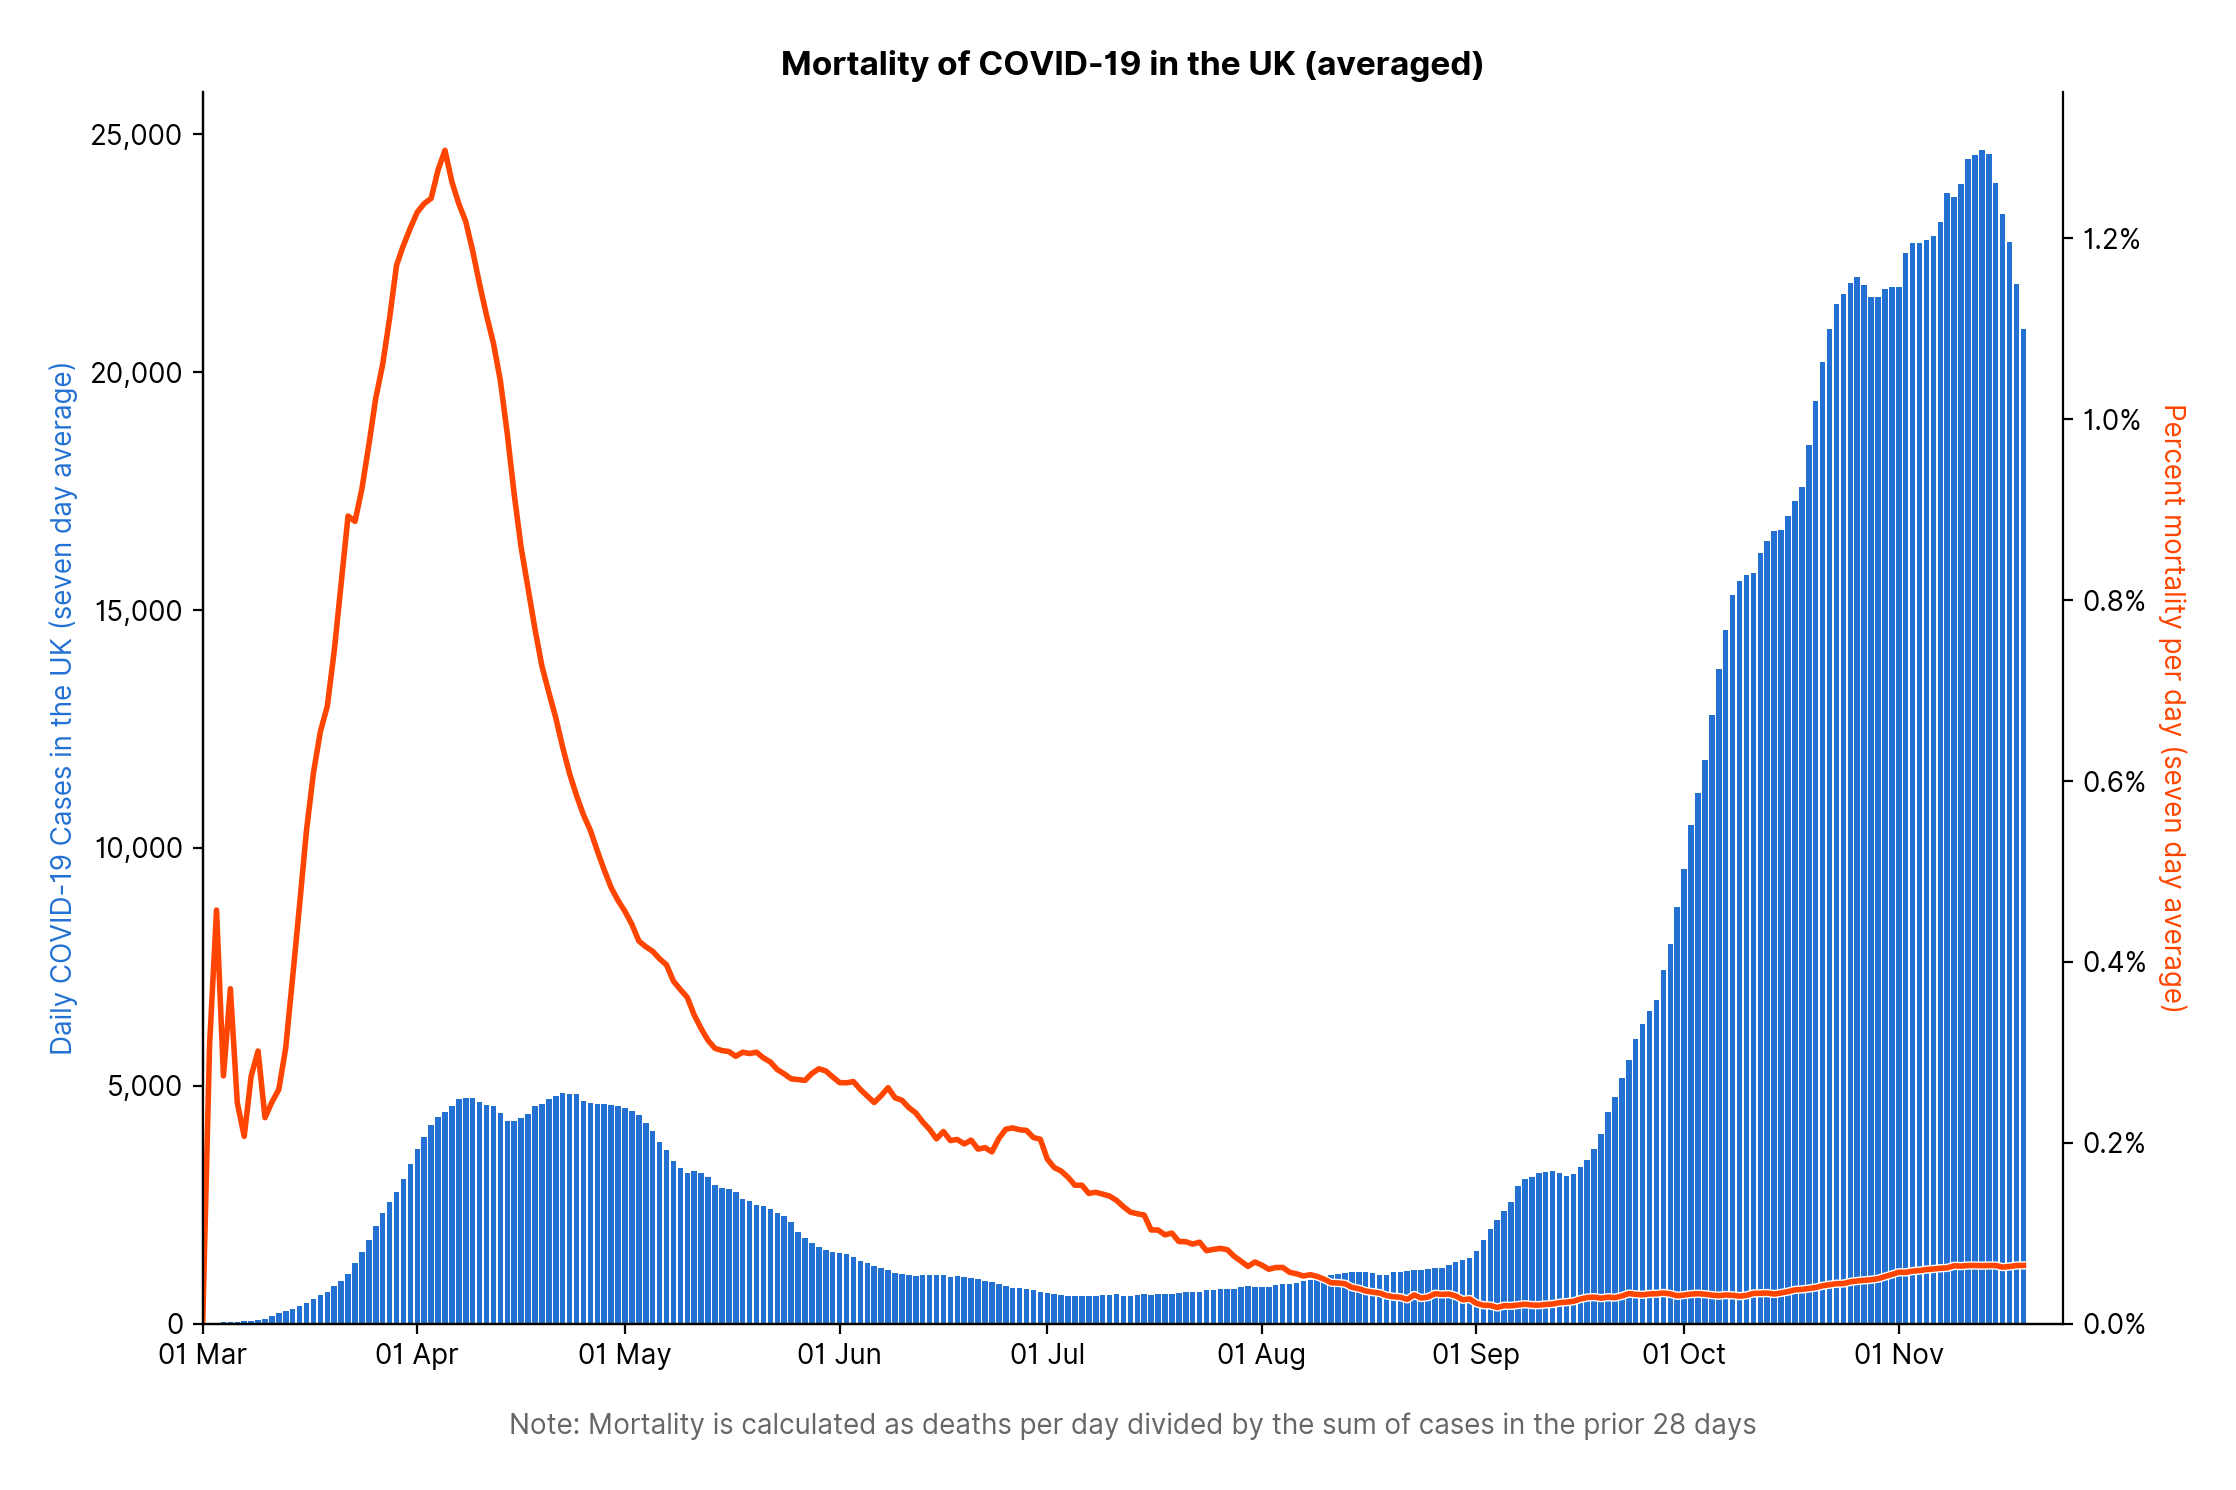 Mortality of COVID-19 in the UK (averaged)
Daily COVID-19 Cases in the UK (seven day average)
25,000
20,000
15,000
10,000
5,000
0
1.2%
1.0%
0.8%
0.6%
0.4%
0.2%
0.0%
Percent mortality per day (seven day average)
01 Mar
01 Apr
01 May
01 Jun
01 Jul
01 Aug
01 Sep
01 Oct
01 Nov
Note: Mortality is calculated as deaths per day divided by the sum of cases in the prior 28 days